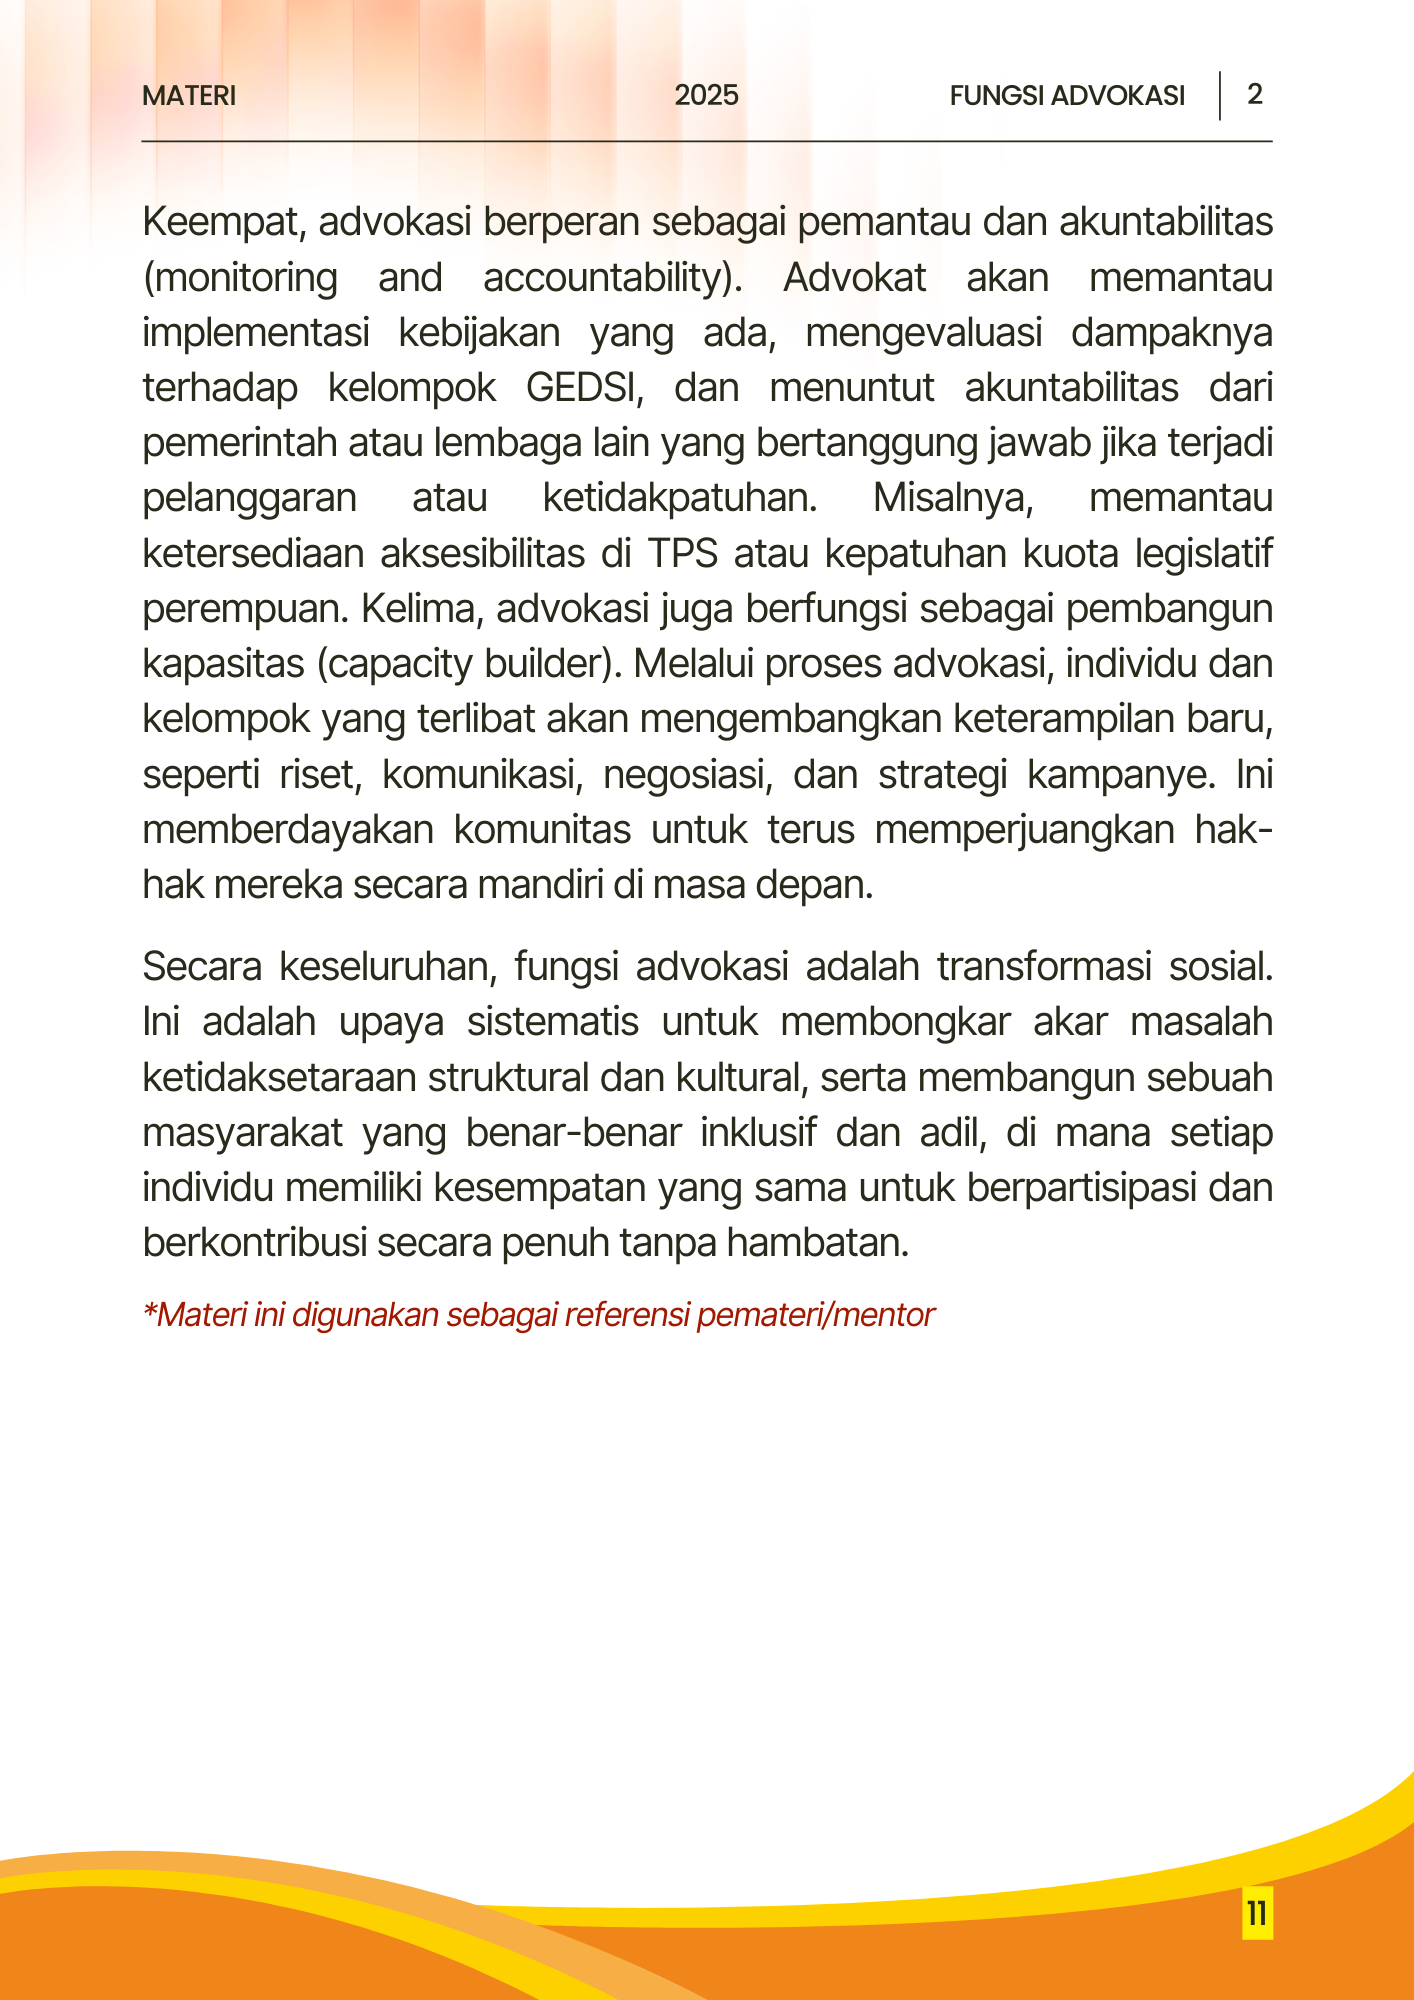 MATERI 2025 FUNGSI ADVOKASI 2
Keempat, advokasi berperan sebagai pemantau dan akuntabilitas
(monitoring and accountability). Advokat akan memantau
implementasi kebijakan yang ada, mengevaluasi dampaknya
terhadap kelompok GEDSI, dan menuntut akuntabilitas dari
pemerintah atau lembaga lain yang bertanggung jawab jika terjadi
pelanggaran atau ketidakpatuhan. Misalnya, memantau
ketersediaan aksesibilitas di TPS atau kepatuhan kuota legislatif
perempuan. Kelima, advokasi juga berfungsi sebagai pembangun
kapasitas (capacity builder). Melalui proses advokasi, individu dan
kelompok yang terlibat akan mengembangkan keterampilan baru,
seperti riset, komunikasi, negosiasi, dan strategi kampanye. Ini
memberdayakan komunitas untuk terus memperjuangkan hak-
hak mereka secara mandiri di masa depan.
Secara keseluruhan, fungsi advokasi adalah transformasi sosial.
Ini adalah upaya sistematis untuk membongkar akar masalah
ketidaksetaraan struktural dan kultural, serta membangun sebuah
masyarakat yang benar-benar inklusif dan adil, di mana setiap
individu memiliki kesempatan yang sama untuk berpartisipasi dan
berkontribusi secara penuh tanpa hambatan.
*Materi ini digunakan sebagai referensi pemateri/mentor
11